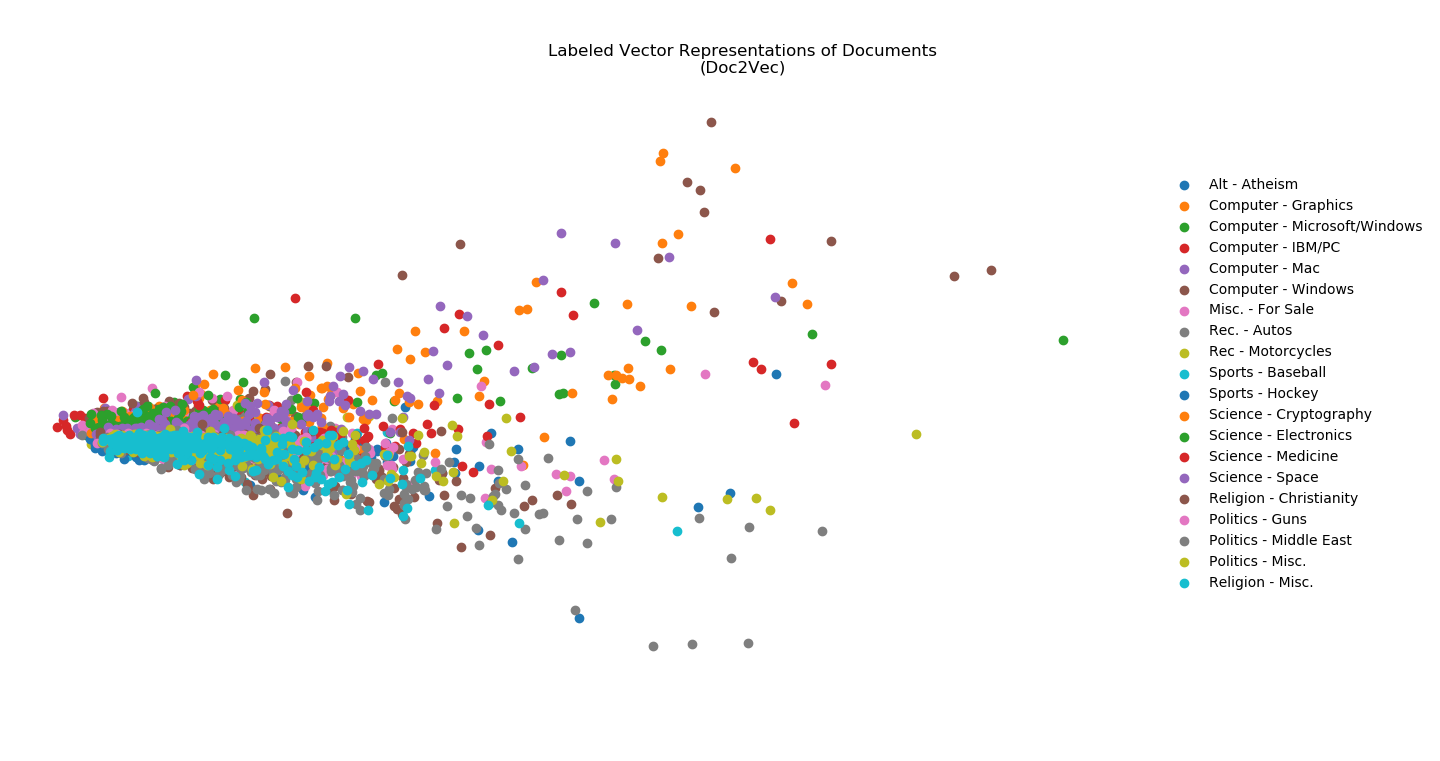 Labeled Vector Representations of Documents
(Doc2Vec)
Alt - Atheism
Computer - Graphics
Computer - Microsoft/Windows
Computer - IBM/PC
Computer - Mac
Computer - Windows
Misc. - For Sale
Rec. - Autos
Rec - Motorcycles
Sports - Baseball
Sports - Hockey
Science - Cryptography
Science - Electronics
Science - Medicine
Science - Space
Religion - Christianity
Politics - Guns
Politics - Middle East
Politics - Misc.
Religion - Misc.